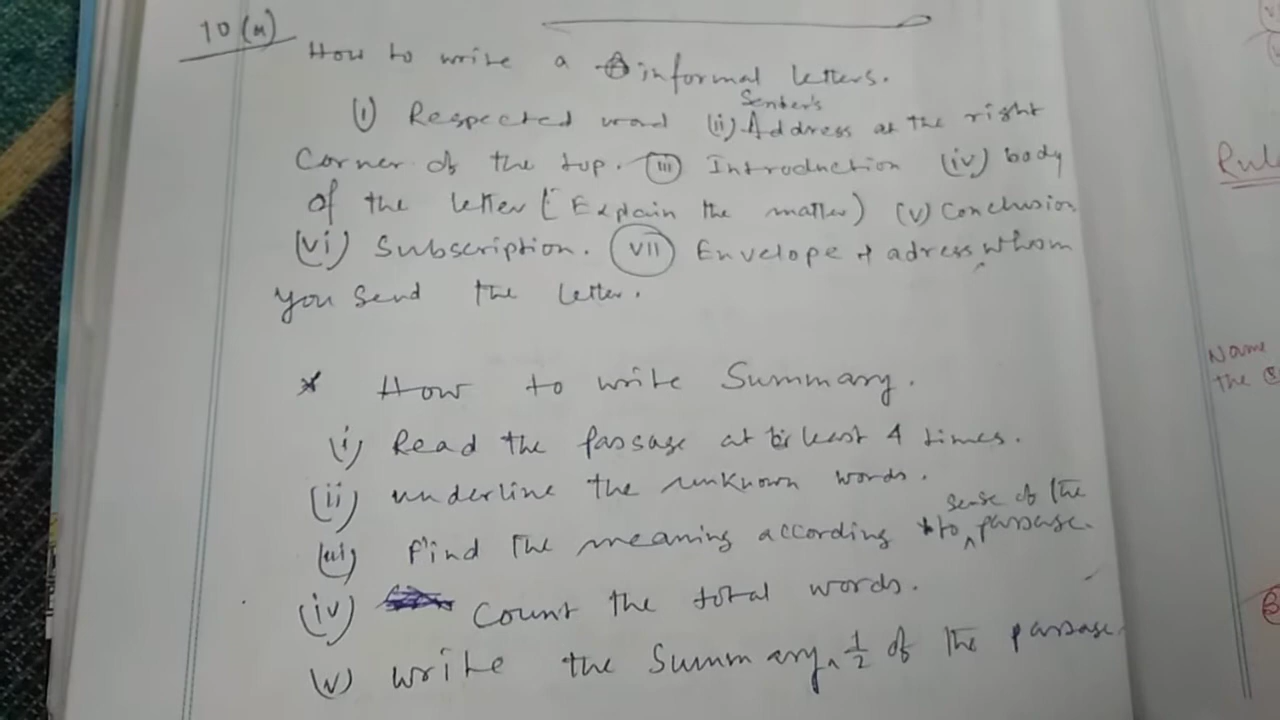 10 (A)
How to write a informal letters.
(i) Respected word (ii) Sender's Address at the right
Corner of the top. (iii) Introduction (iv) body
of the letter (Explain the matter) (v) Conclusion
(vi) Subscription. (vii) Envelope & adress whom
you send the letter.
* How to write Summary.
(i) Read the passage at least 4 times.
(ii) underline the unknown words.
(iii) Find the meaning according to sense of the passage.
(iv) Count the total words.
(v) write the Summary 1/2 of the passage
Rul
Name
the